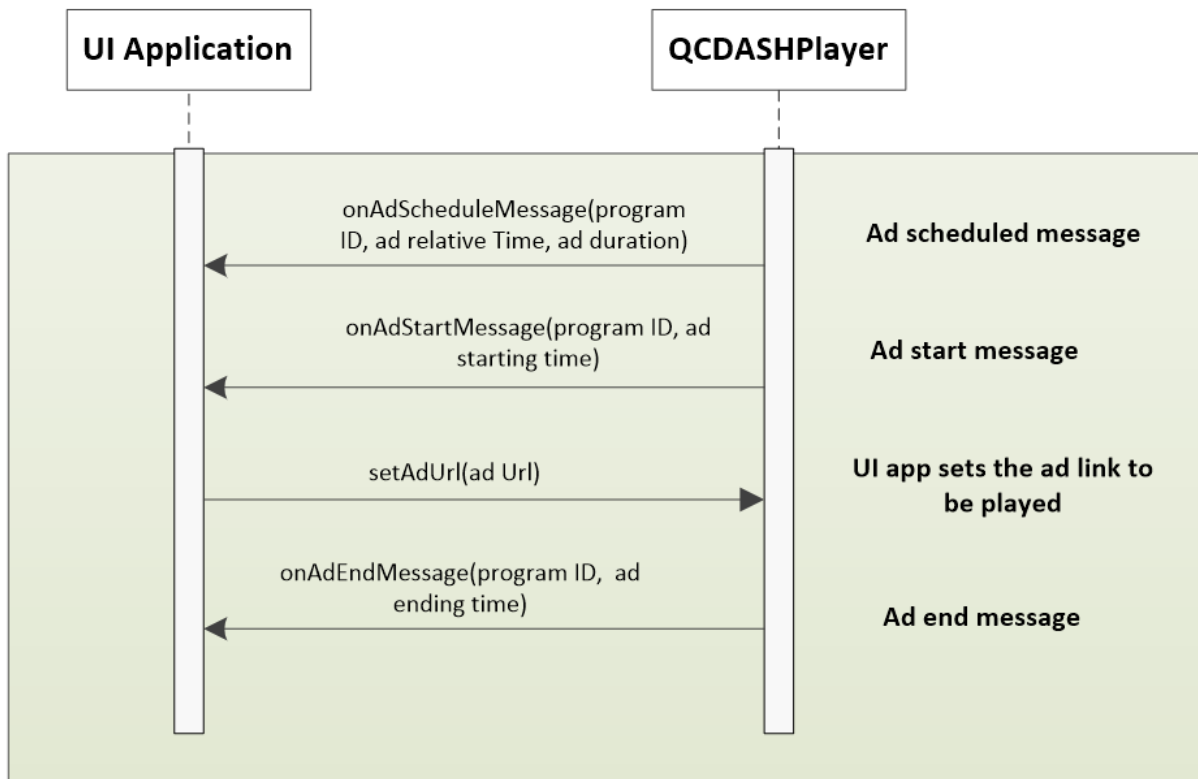 UI Application
QCDASHPlayer
onAdScheduleMessage(program
ID, ad relative Time, ad duration)
Ad scheduled message
onAdStartMessage(program ID, ad
starting time)
Ad start message
setAdUrl(ad Url)
UI app sets the ad link to
be played
onAdEndMessage(program ID,  ad
ending time)
Ad end message